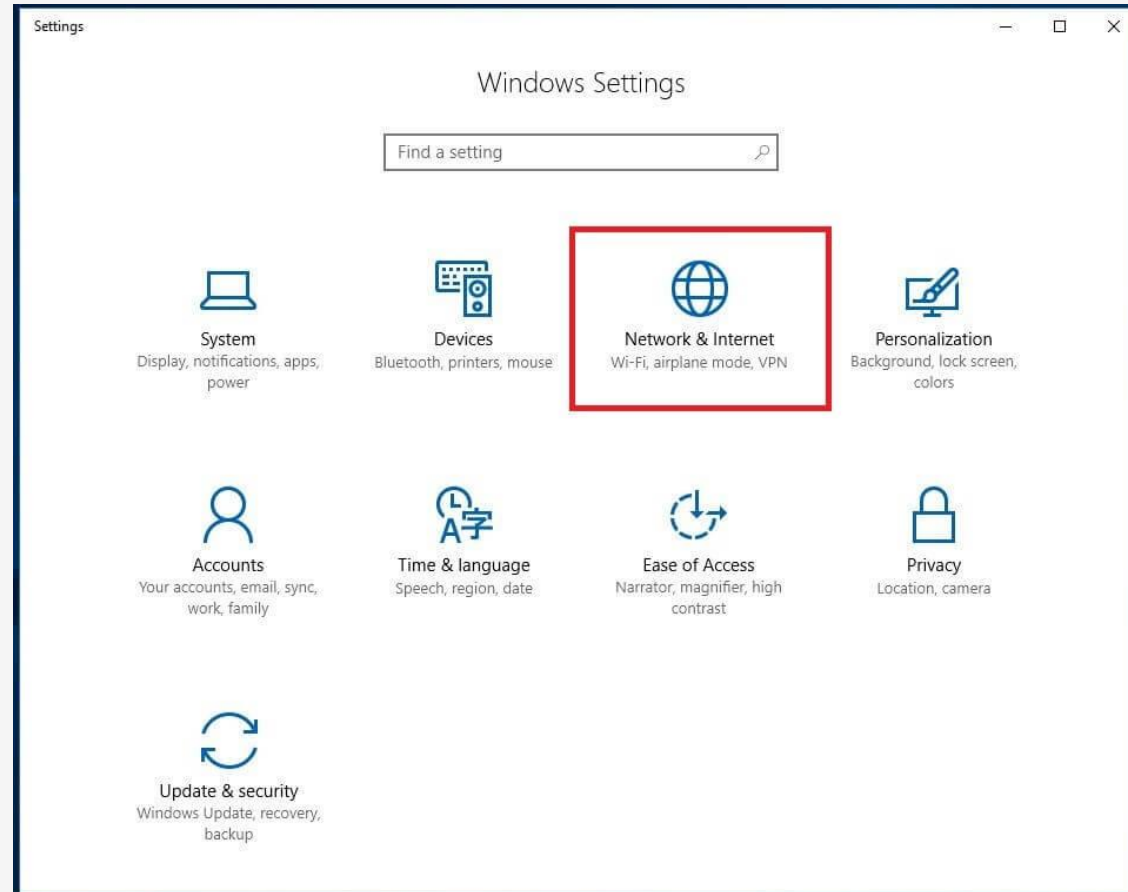 Settings
Windows Settings
Find a setting
System
Display, notifications, apps,
power
Devices
Bluetooth, printers, mouse
Network & Internet
Wi-Fi, airplane mode, VPN
Personalization
Background, lock screen,
colors
Accounts
Your accounts, email, sync,
work, family
A字
Time & language
Speech, region, date
Ease of Access
Narrator, magnifier, high
contrast
Privacy
Location, camera
Update & security
Windows Update, recovery,
backup